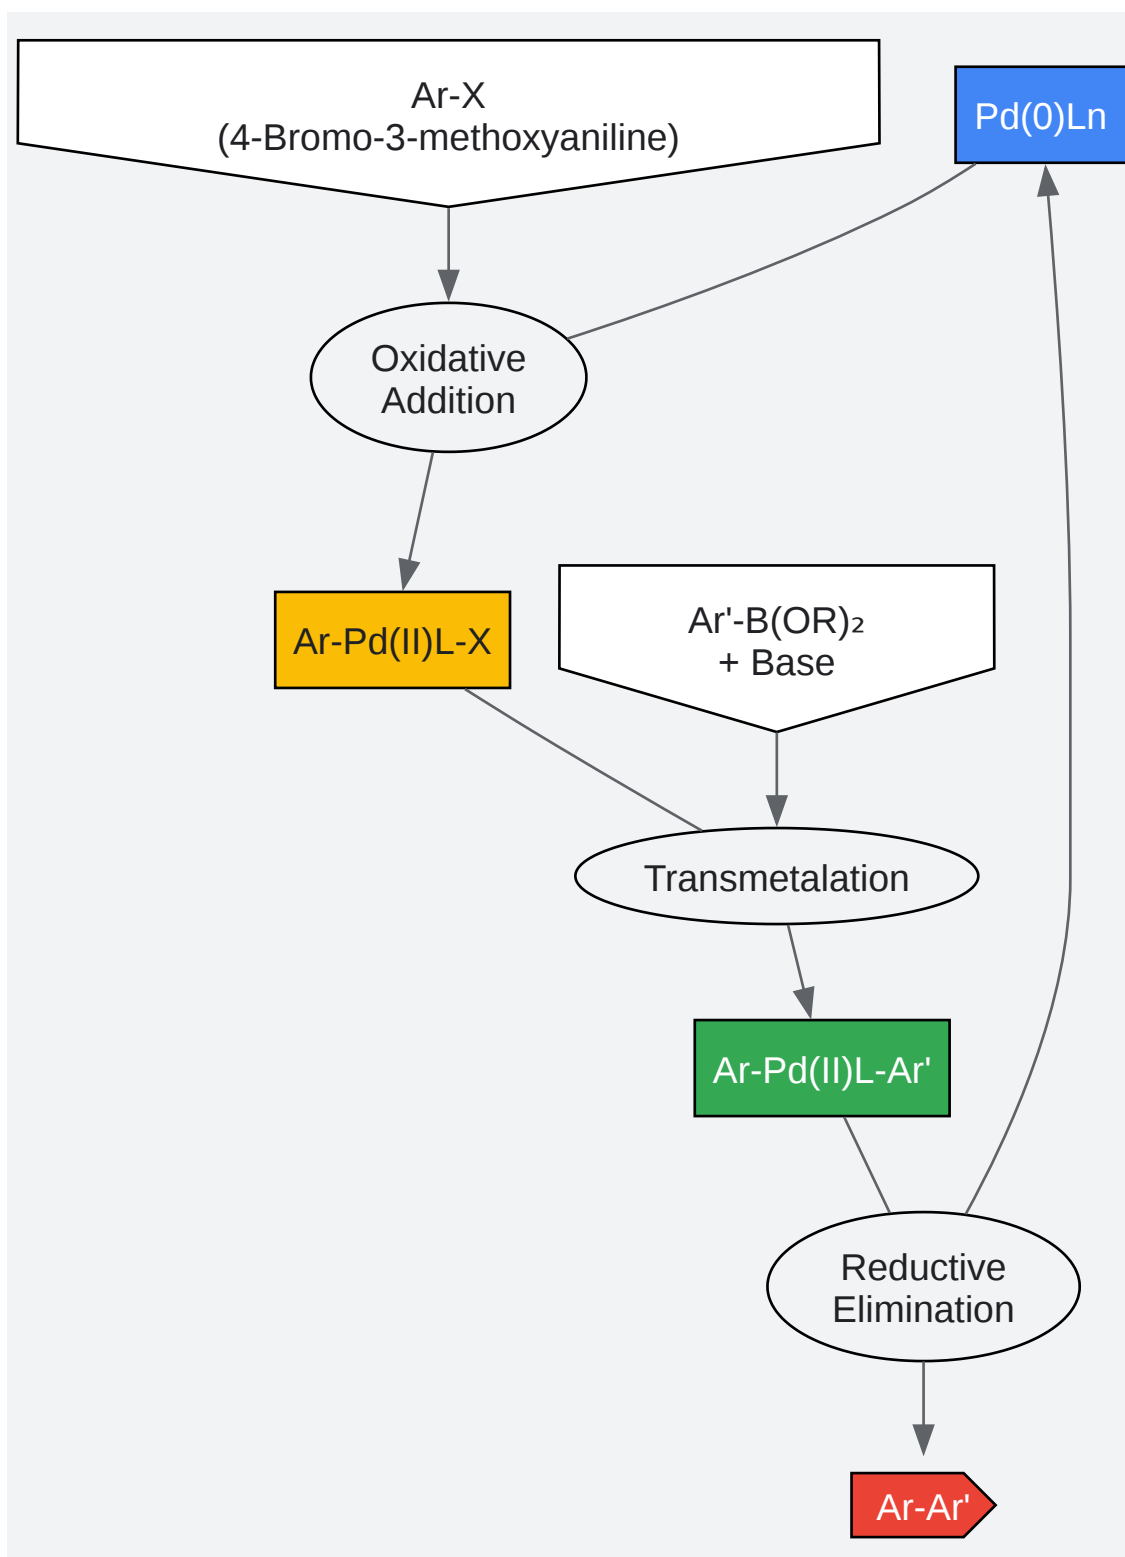 Ar-X
(4-Bromo-3-methoxyaniline)
Pd(0)Ln
Oxidative
Addition
Ar-Pd(II)L-X
Ar'-B(OR)₂
+ Base
Transmetalation
Ar-Pd(II)L-Ar'
Reductive
Elimination
Ar-Ar'